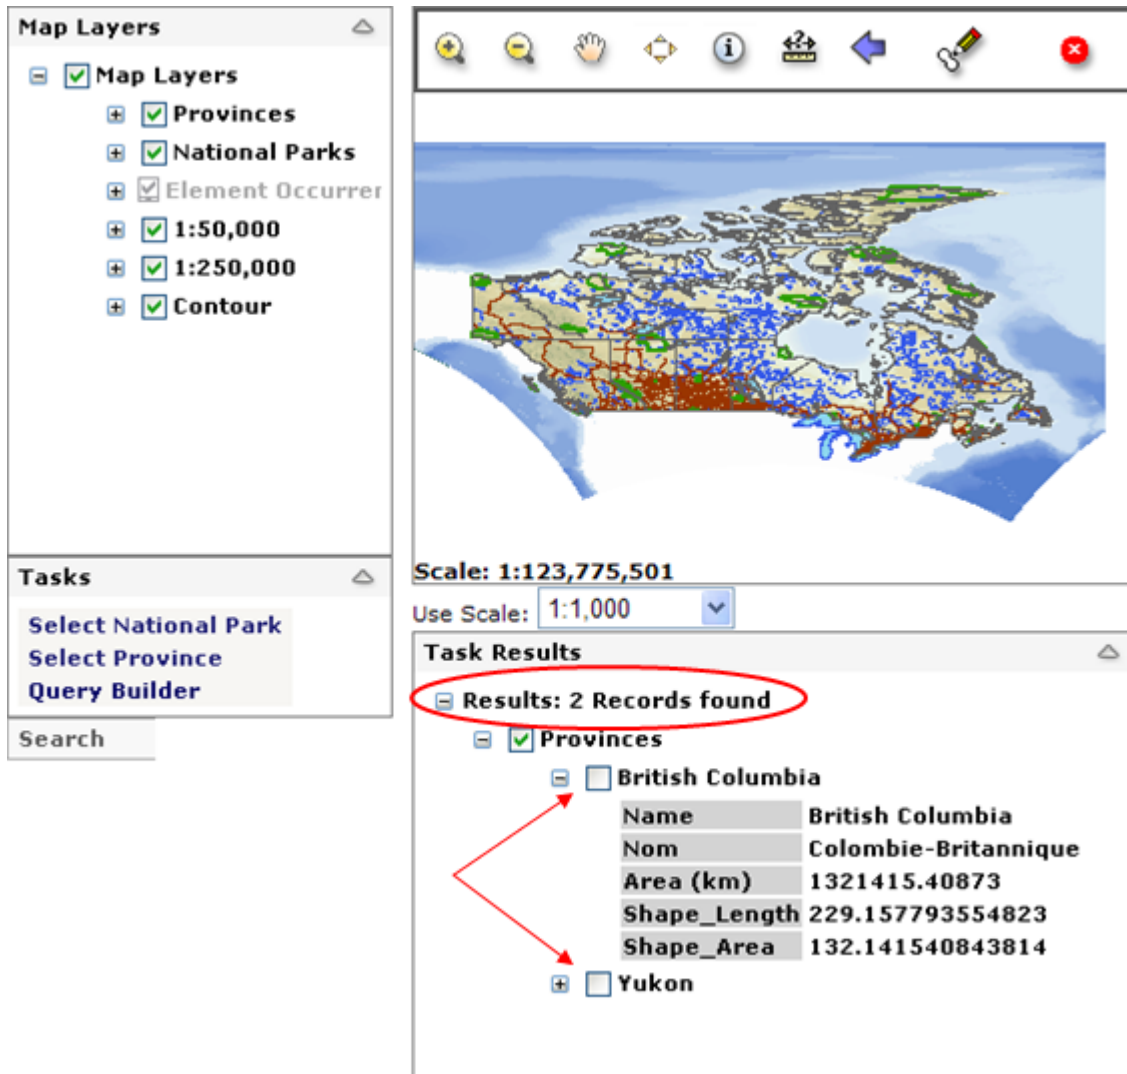 Map Layers
Map Layers
Provinces
National Parks
Element Occurrer
1:50,000
1:250,000
Contour
Tasks
Select National Park
Select Province
Query Builder
Search
Scale: 1:123,775,501
Use Scale: 1:1,000
Task Results
Results: 2 Records found
Provinces
British Columbia
Name British Columbia
Nom Colombie-Britannique
Area (km) 1321415.40873
Shape_Length 229.157793554823
Shape_Area 132.141540843814
Yukon